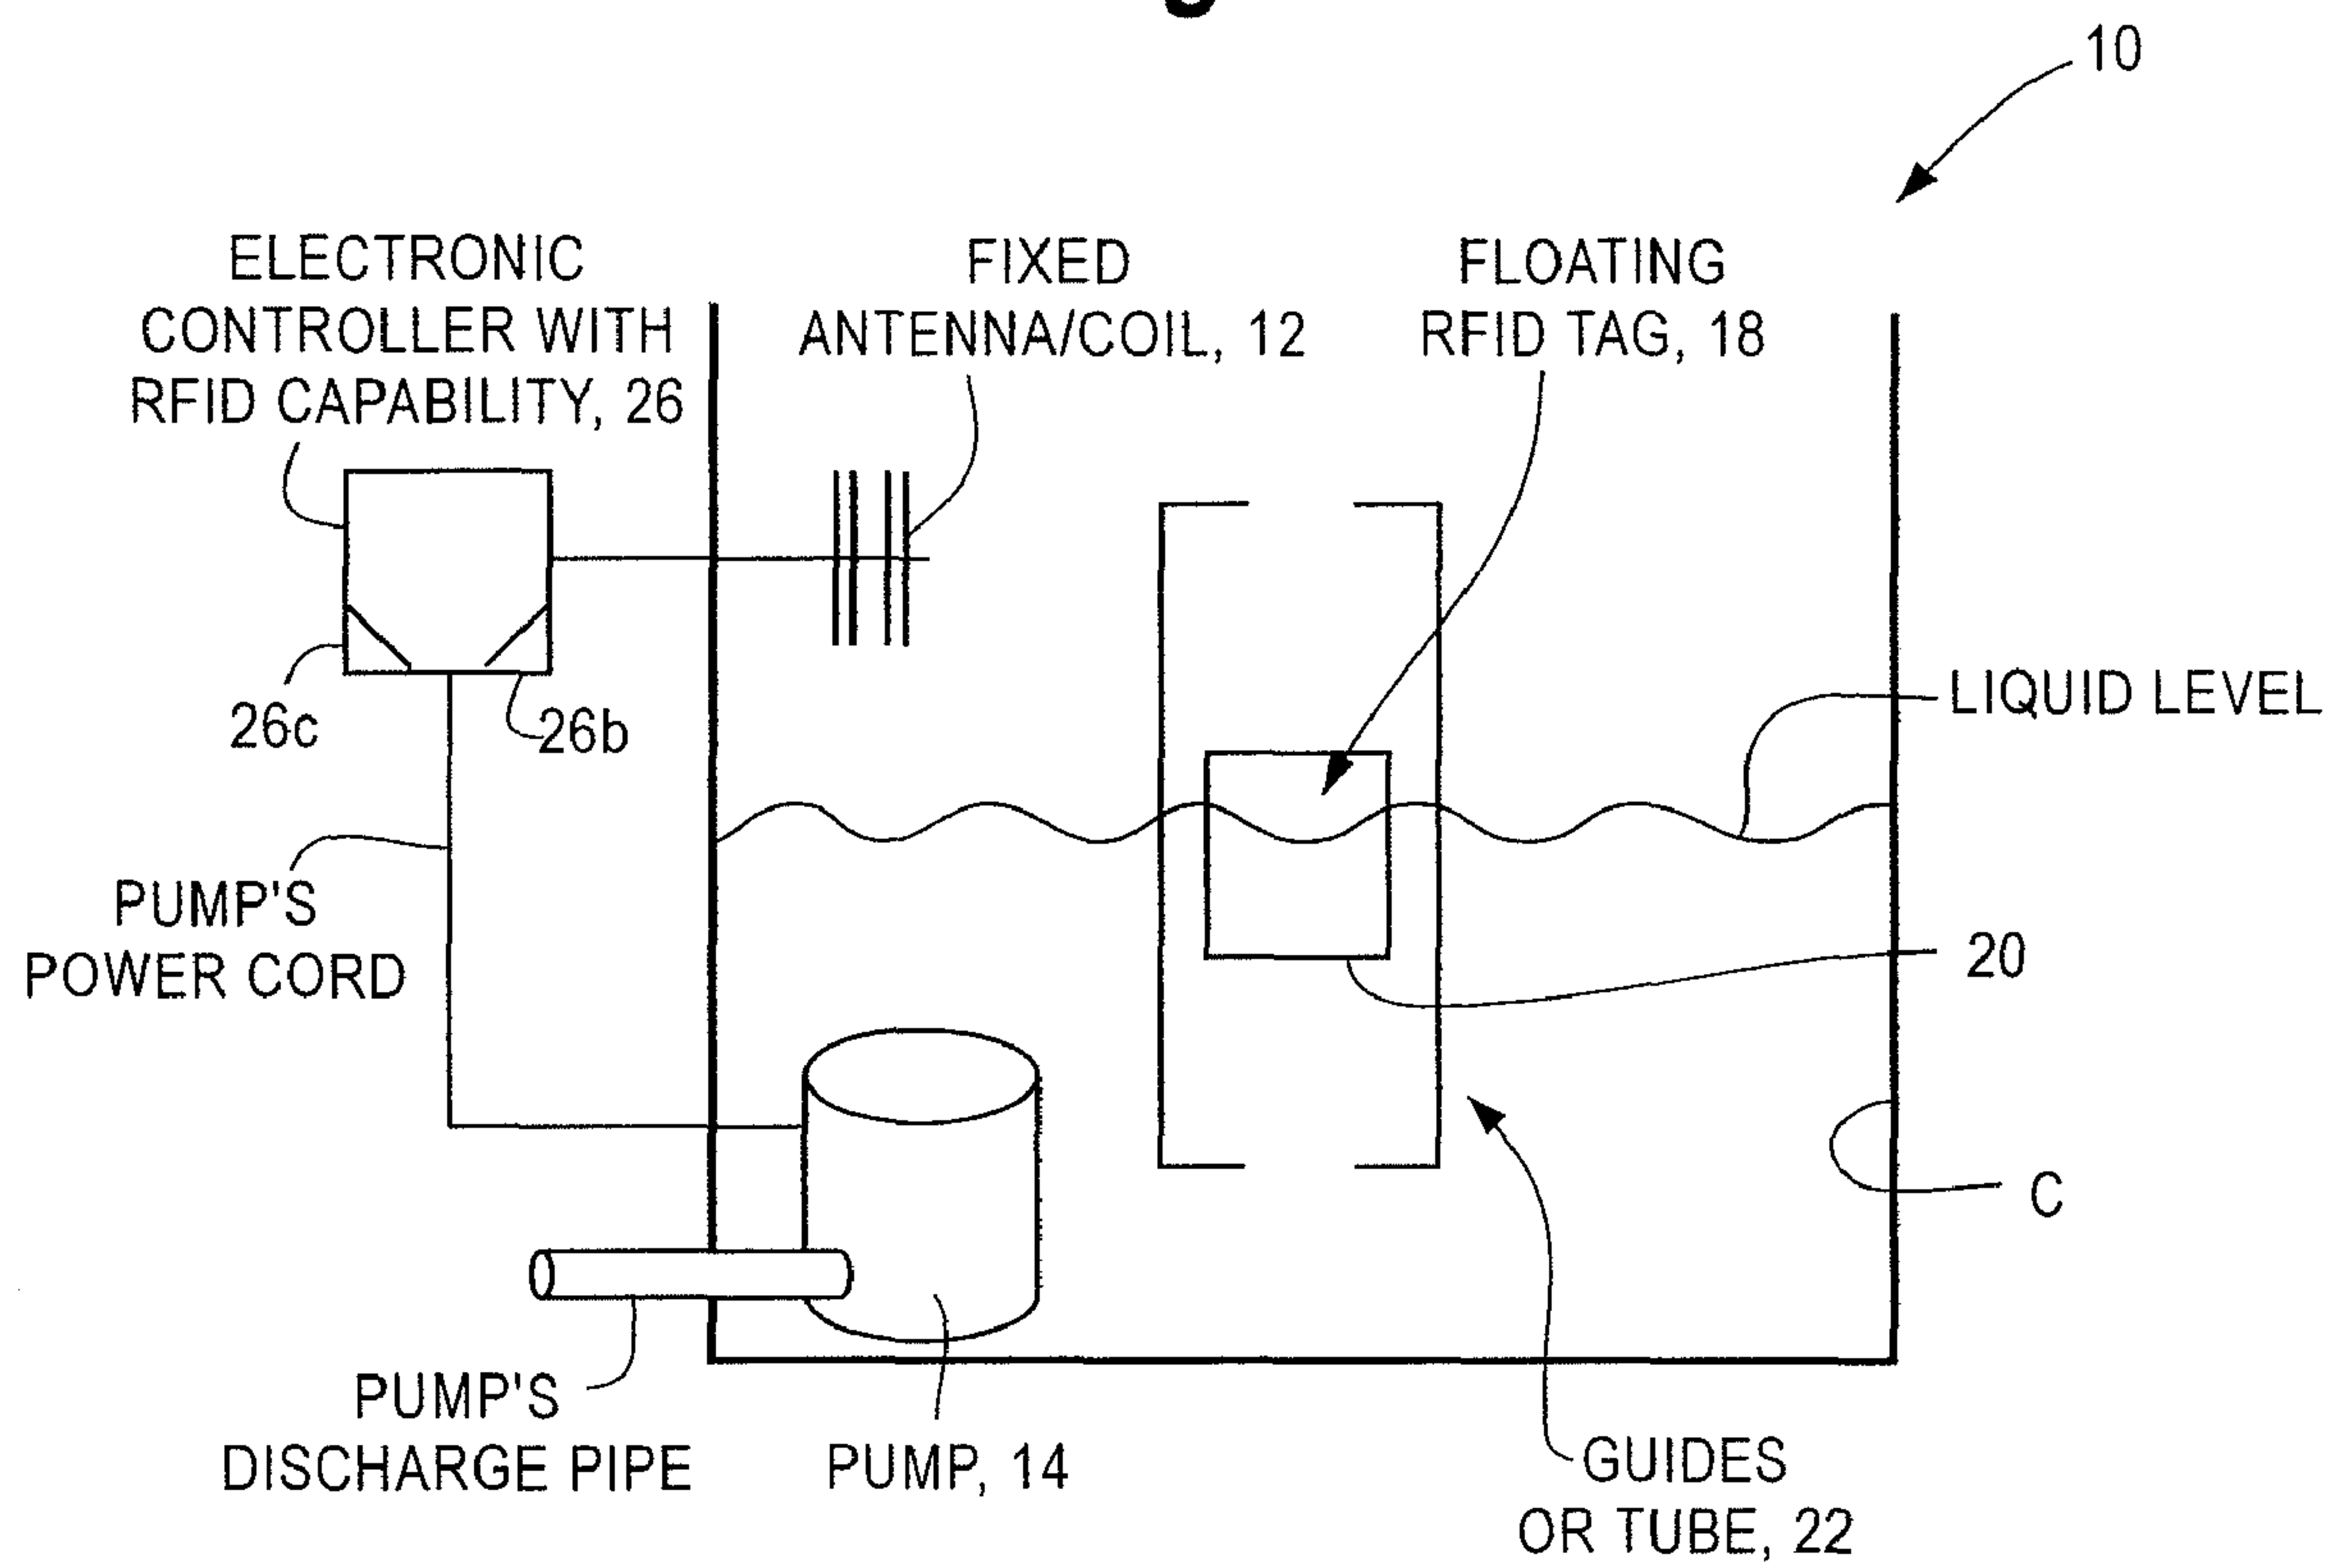 10
ELECTRONIC
CONTROLLER WITH
RFID CAPABILITY, 26
FIXED
ANTENNA/COIL, 12
FLOATING
RFID TAG, 18
26c
26b
LIQUID LEVEL
PUMP'S
POWER CORD
20
C
PUMP'S
DISCHARGE PIPE
PUMP, 14
GUIDES
OR TUBE, 22